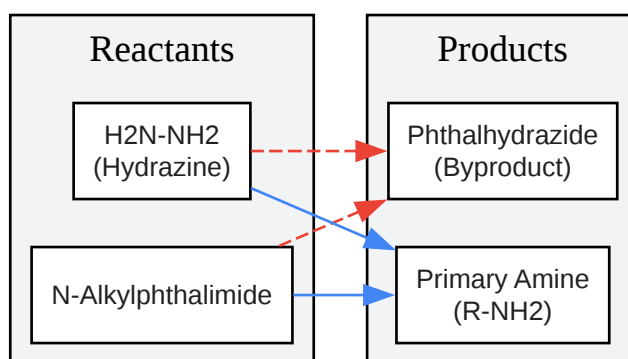 Reactants
H2N-NH2
(Hydrazine)
N-Alkylphthalimide
Products
Phthalhydrazide
(Byproduct)
Primary Amine
(R-NH2)